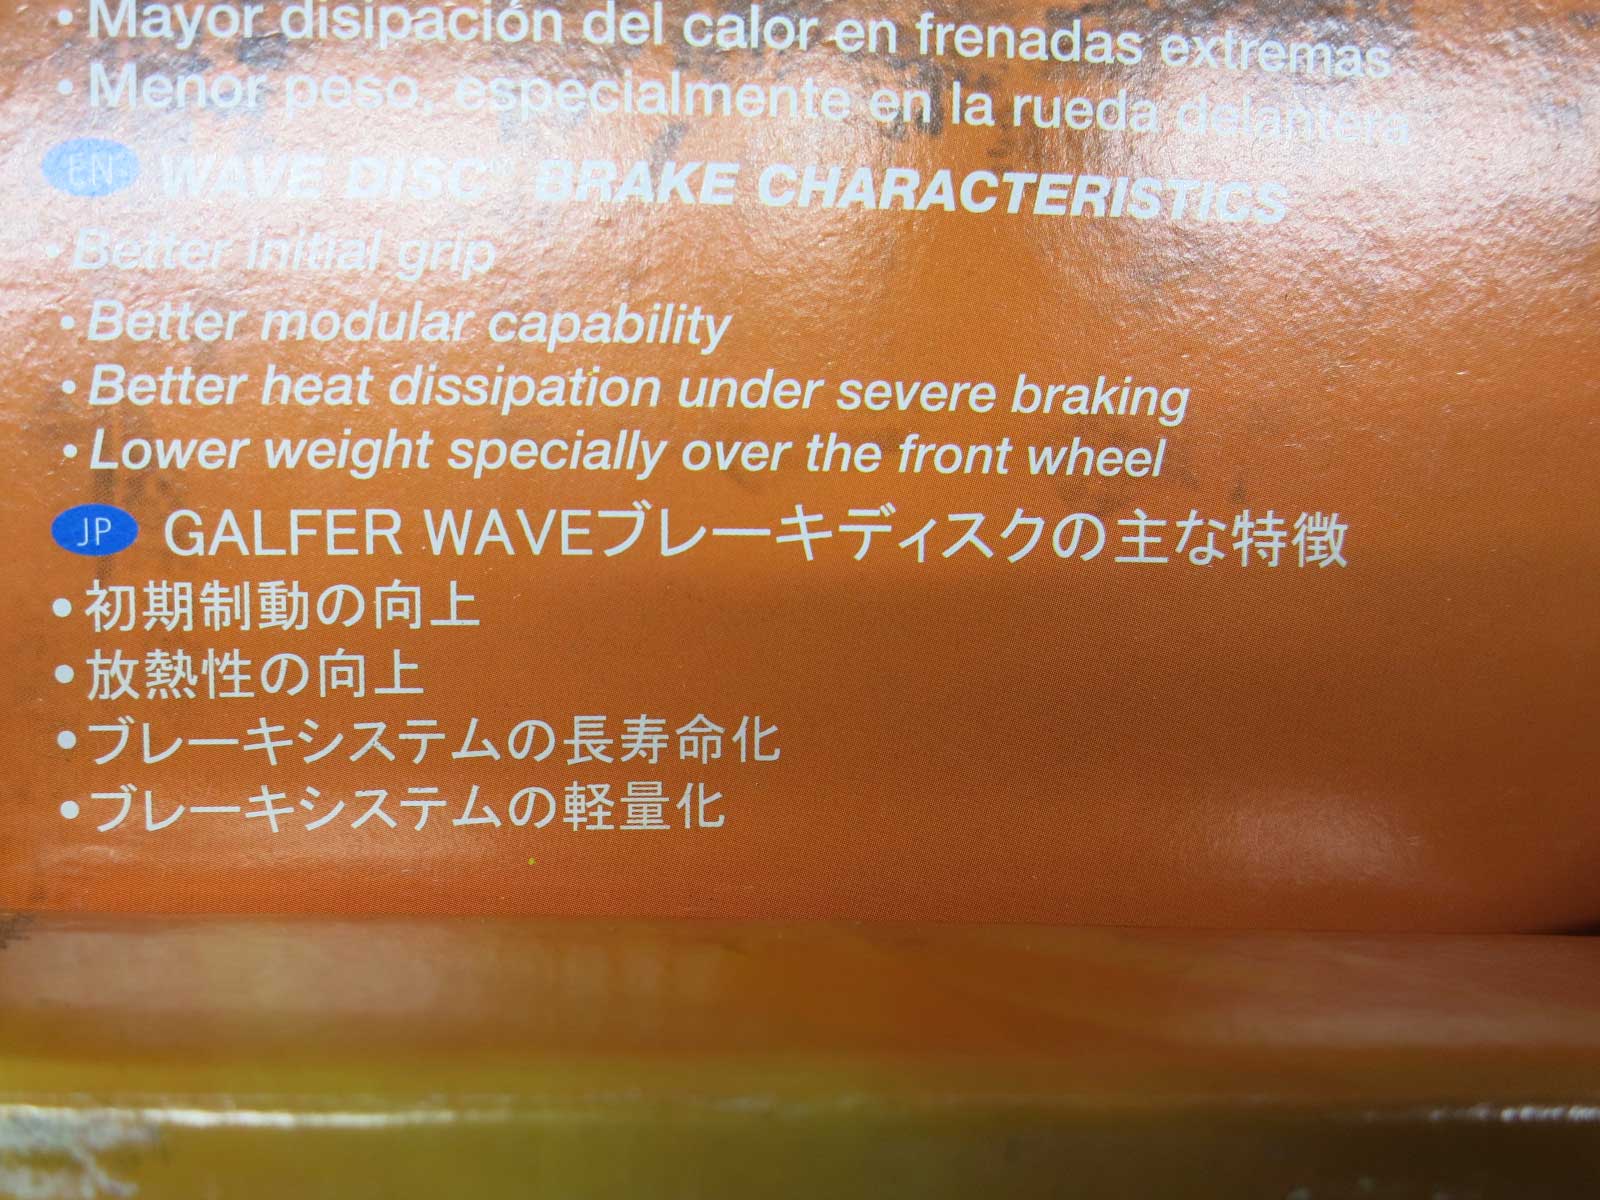 • Mayor disipación del calor en frenadas extremas
• Menor peso, especialmente en la rueda delantera
EN WAVE DISC® BRAKE CHARACTERISTICS
• Better initial grip
• Better modular capability
• Better heat dissipation under severe braking
• Lower weight specially over the front wheel
JP GALFER WAVEブレーキディスクの主な特徴
• 初期制動の向上
• 放熱性の向上
• ブレーキシステムの長寿命化
• ブレーキシステムの軽量化